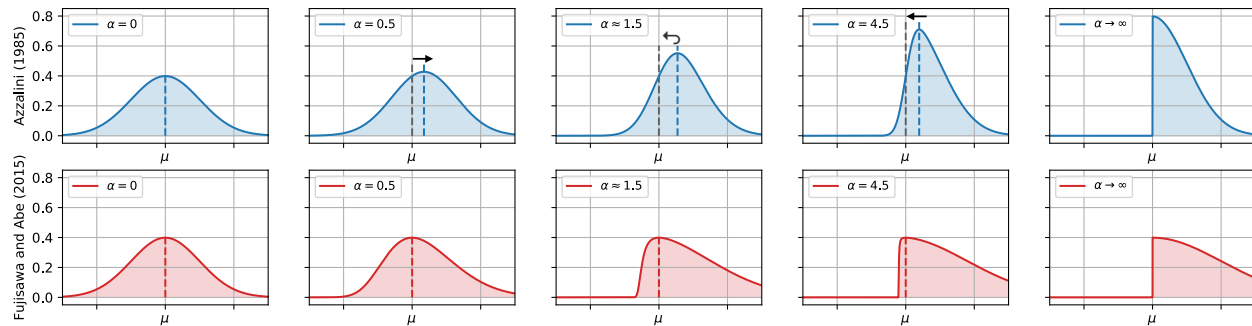 Azzalini (1985)
0.8
0.6
0.4
0.2
0.0
α = 0
α = 0.5
α ≈ 1.5
α = 4.5
α → ∞
μ
μ
μ
μ
μ
Fujisawa and Abe (2015)
0.8
0.6
0.4
0.2
0.0
α = 0
α = 0.5
α ≈ 1.5
α = 4.5
α → ∞
μ
μ
μ
μ
μ